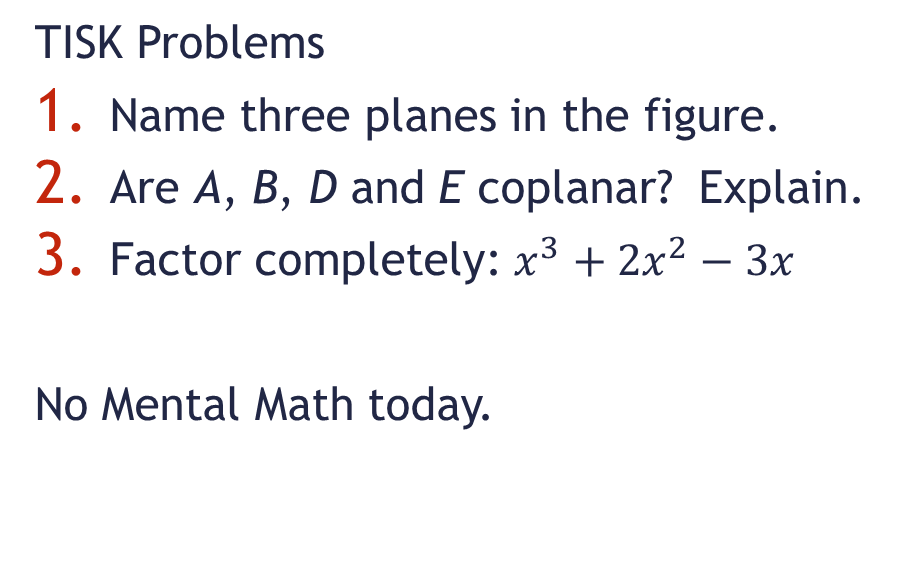 TISK Problems
1. Name three planes in the figure.
2. Are A, B, D and E coplanar? Explain.
3. Factor completely: x³ + 2x² − 3x
No Mental Math today.